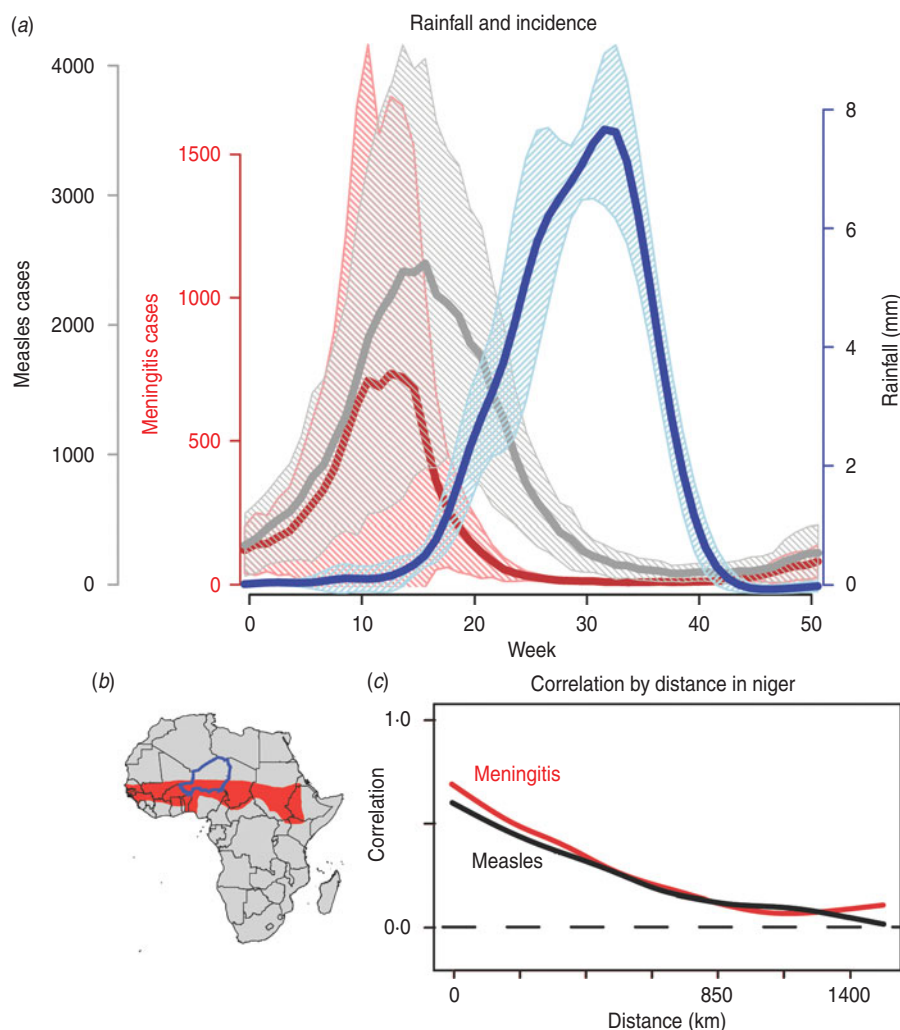 (a)
Rainfall and incidence
Measles cases
4000
3000
2000
1000
0
Meningitis cases
1500
1000
500
0
Rainfall (mm)
8
6
4
2
0
0 10 20 30 40 50
Week
(b)
(c)
Correlation by distance in niger
Correlation
1·0
0·0
Meningitis
Measles
0 850 1400
Distance (km)